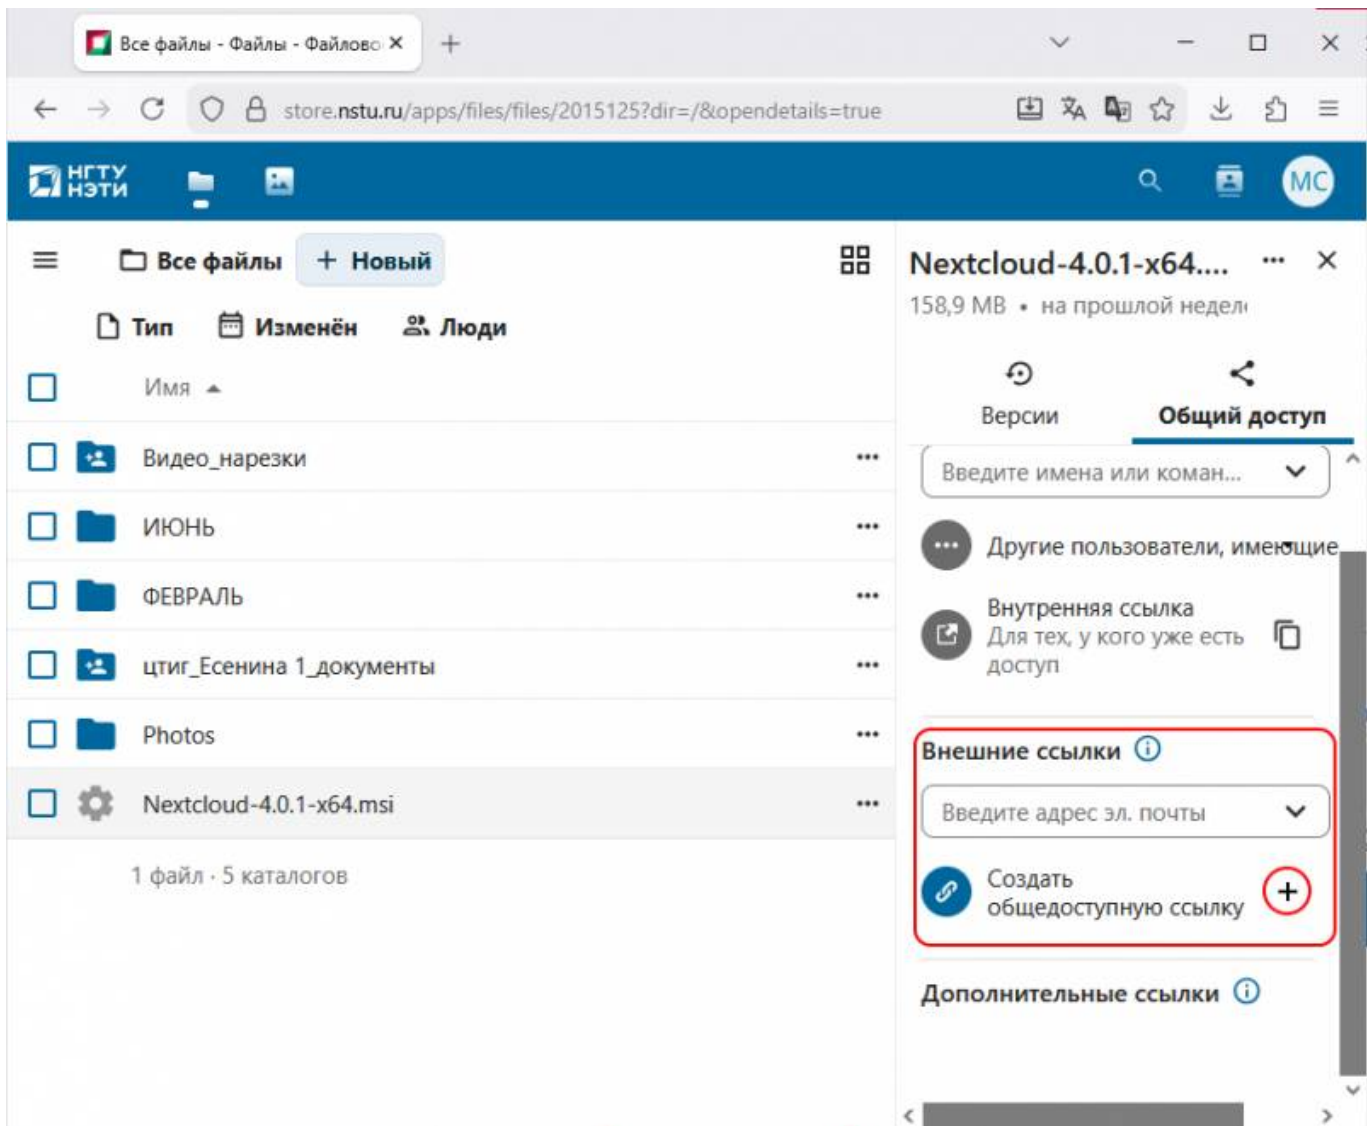 Все файлы - Файлы - Файлово
store.nstu.ru/apps/files/files/2015125?dir=/&opendetails=true
НГТУ
НЭТИ
МС
Все файлы
+ Новый
Тип
Изменён
Люди
Имя
Видео_нарезки
ИЮНЬ
ФЕВРАЛЬ
цтиг_Есенина 1_документы
Photos
Nextcloud-4.0.1-x64.msi
1 файл · 5 каталогов
Nextcloud-4.0.1-x64....
158,9 MB • на прошлой недел
Версии
Общий доступ
Введите имена или коман...
Другие пользователи, имеющие
Внутренняя ссылка
Для тех, у кого уже есть
доступ
Внешние ссылки
Введите адрес эл. почты
Создать
общедоступную ссылку
Дополнительные ссылки